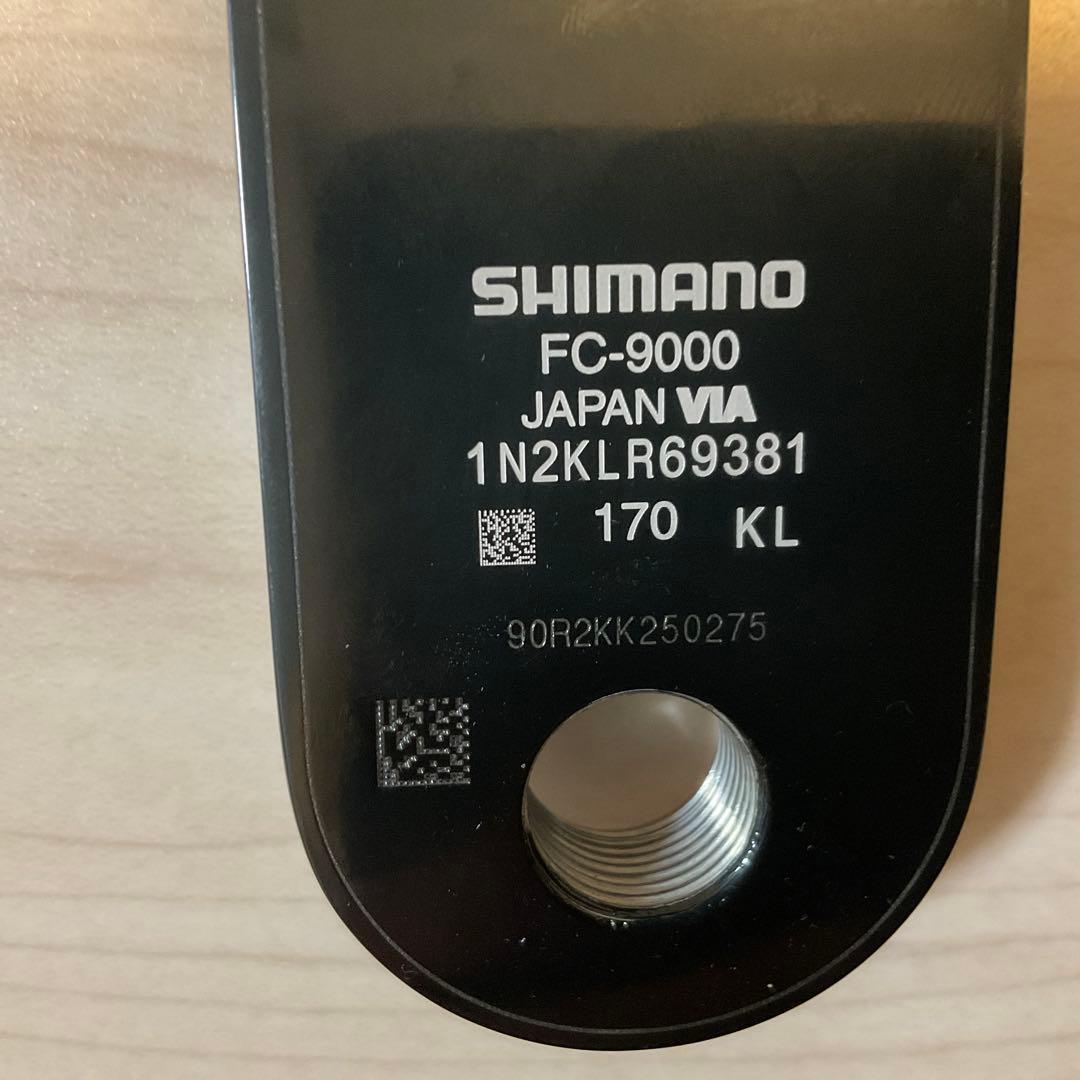 SHIMANO
FC-9000
JAPAN VIA
1N2KLR69381
170 KL
90R2KK250275